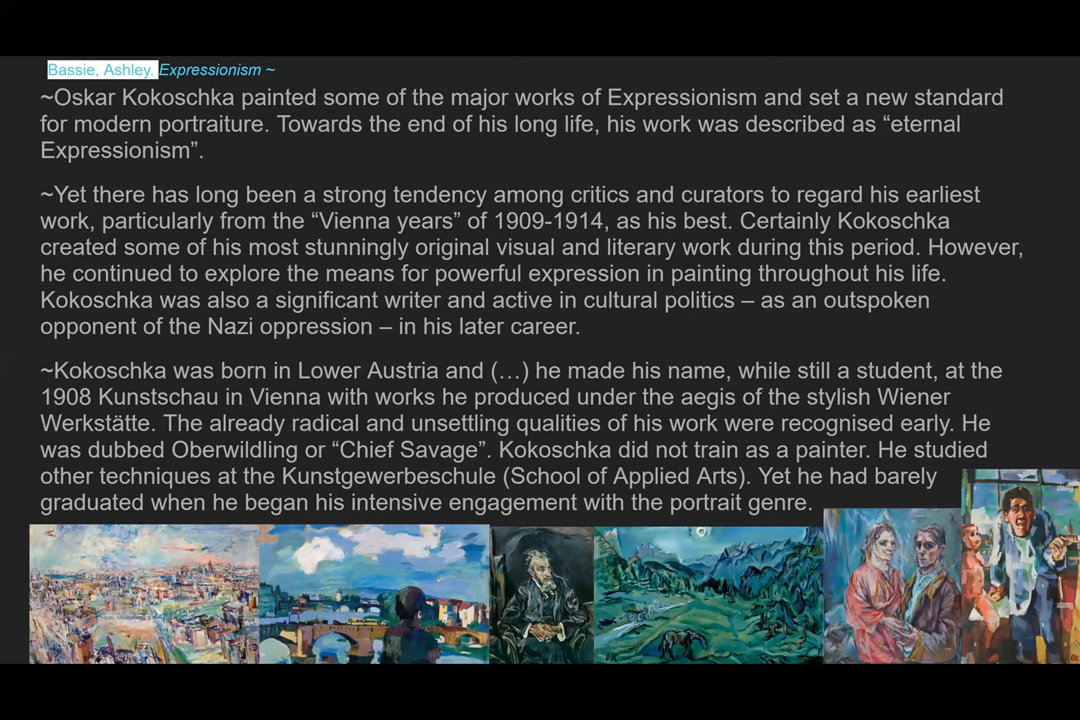 Bassie, Ashley. Expressionism ~
~Oskar Kokoschka painted some of the major works of Expressionism and set a new standard
for modern portraiture. Towards the end of his long life, his work was described as “eternal
Expressionism”.
~Yet there has long been a strong tendency among critics and curators to regard his earliest
work, particularly from the “Vienna years” of 1909-1914, as his best. Certainly Kokoschka
created some of his most stunningly original visual and literary work during this period. However,
he continued to explore the means for powerful expression in painting throughout his life.
Kokoschka was also a significant writer and active in cultural politics – as an outspoken
opponent of the Nazi oppression – in his later career.
~Kokoschka was born in Lower Austria and (…) he made his name, while still a student, at the
1908 Kunstschau in Vienna with works he produced under the aegis of the stylish Wiener
Werkstätte. The already radical and unsettling qualities of his work were recognised early. He
was dubbed Oberwildling or “Chief Savage”. Kokoschka did not train as a painter. He studied
other techniques at the Kunstgewerbeschule (School of Applied Arts). Yet he had barely
graduated when he began his intensive engagement with the portrait genre.